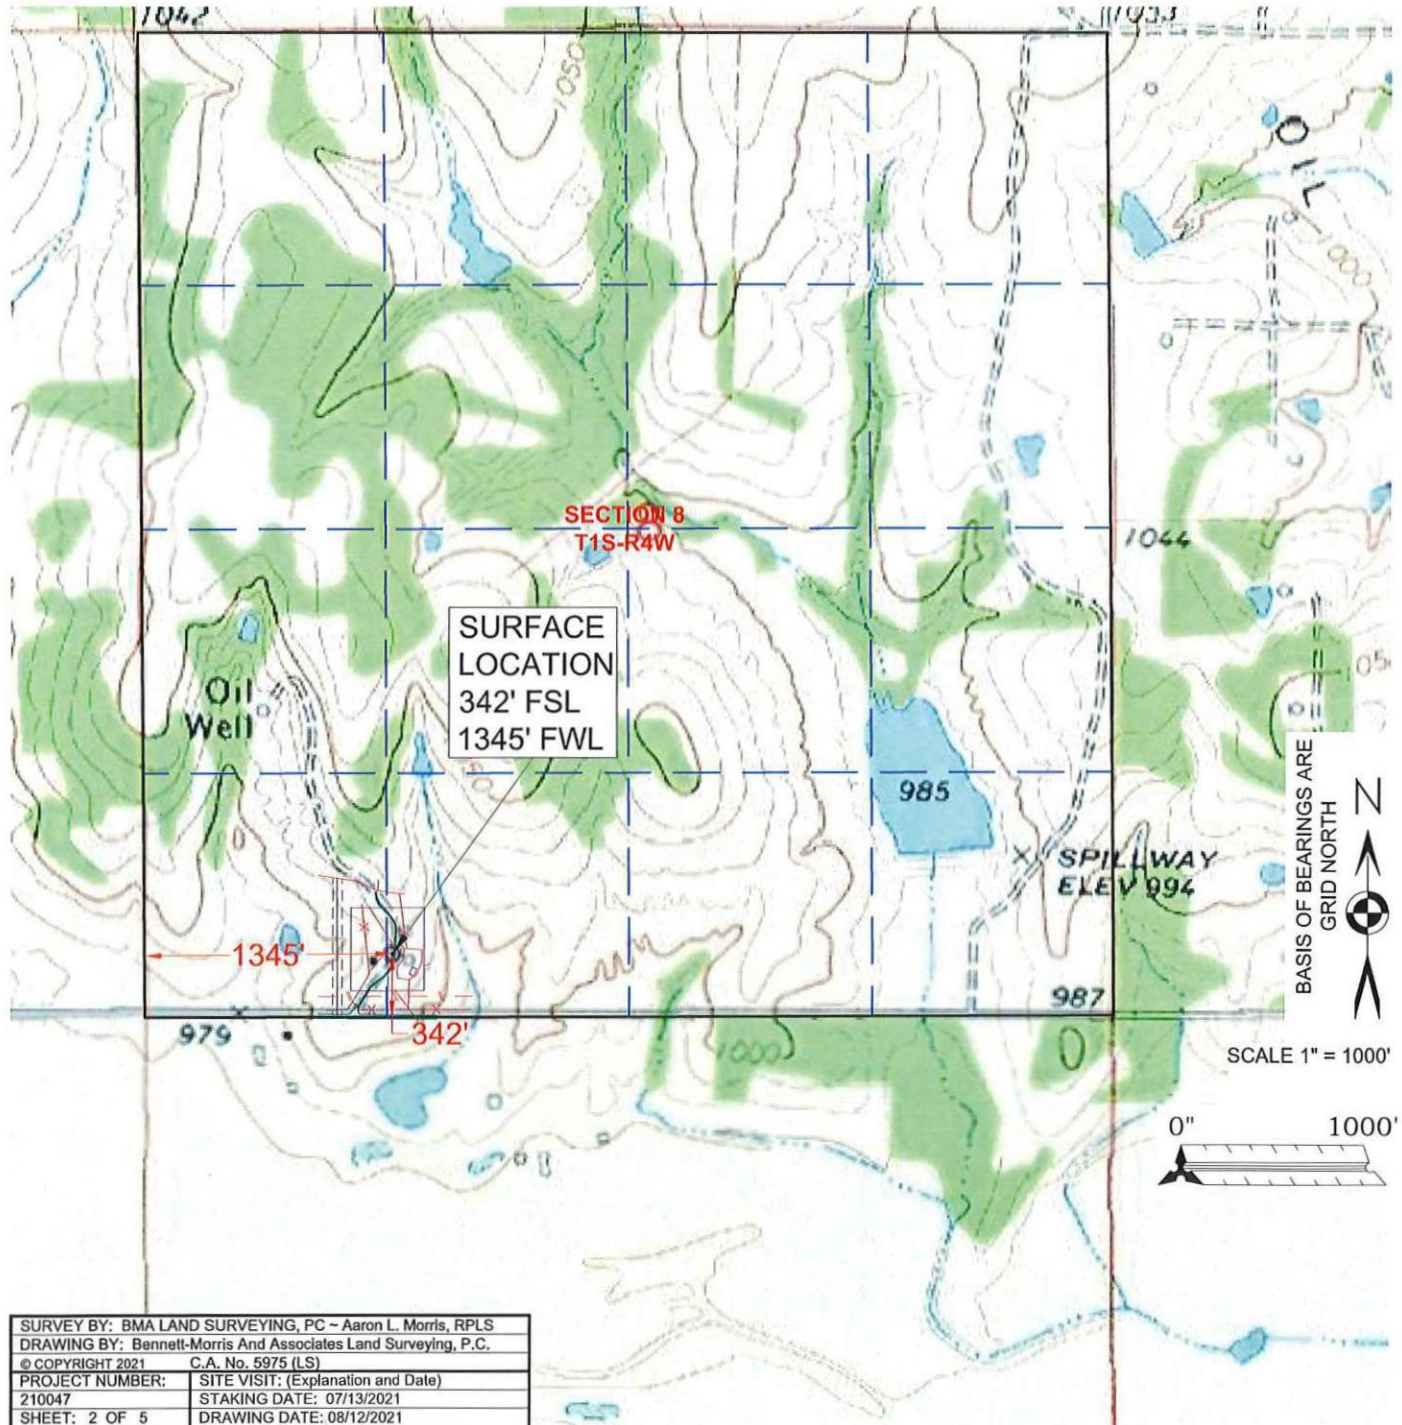 1042
1053
1050
OIL
1000
SECTION 8
T1S-R4W
1044
SURFACE
LOCATION
342' FSL
1345' FWL
Oil
Well
985
SPILLWAY
ELEV 994
BASIS OF BEARINGS ARE
GRID NORTH
N
1345'
987
979
342'
1000
SCALE 1" = 1000'
0" 1000'
SURVEY BY: BMA LAND SURVEYING, PC ~ Aaron L. Morris, RPLS
DRAWING BY: Bennett-Morris And Associates Land Surveying, P.C.
© COPYRIGHT 2021 C.A. No. 5975 (LS)
PROJECT NUMBER: SITE VISIT: (Explanation and Date)
210047 STAKING DATE: 07/13/2021
SHEET: 2 OF 5 DRAWING DATE: 08/12/2021